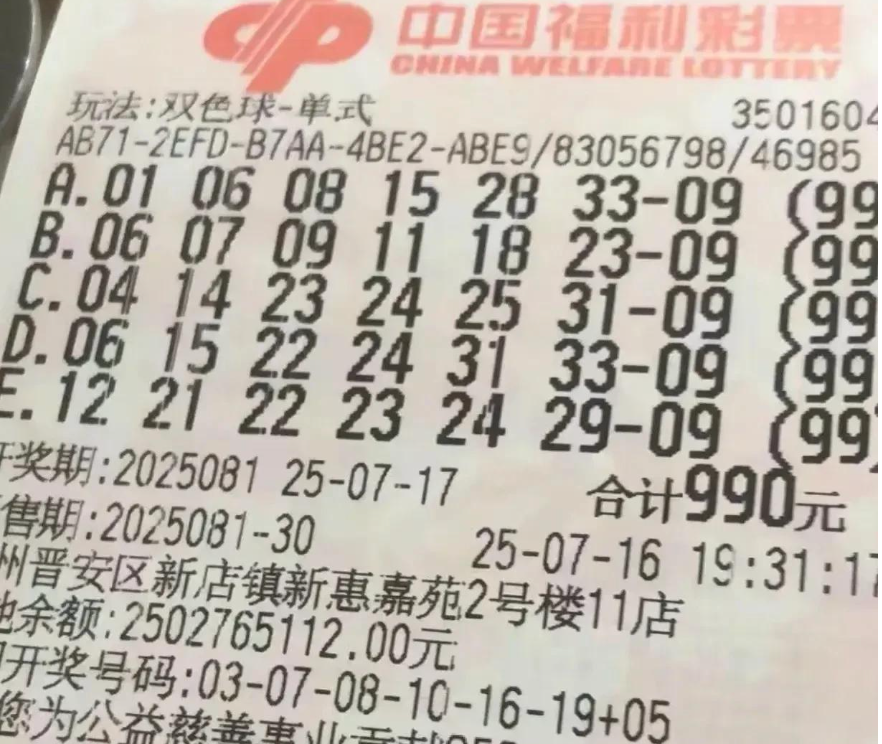 中国福利彩票
CHINA WELFARE LOTTERY
玩法:双色球-单式 3501604
AB71-2EFD-B7AA-4BE2-ABE9/83056798/46985
A.01 06 08 15 28 33-09 (99
B.06 07 09 11 18 23-09 (99
C.04 14 23 24 25 31-09 (99
D.06 15 22 24 31 33-09 (99
E.12 21 22 23 24 29-09 (99)
开奖期:2025081 25-07-17 合计990元
售期:2025081-30 25-07-16 19:31:17
州晋安区新店镇新惠嘉苑2号楼11店
池余额:2502765112.00元
开奖号码:03-07-08-10-16-19+05
您为公益慈善事业贡献